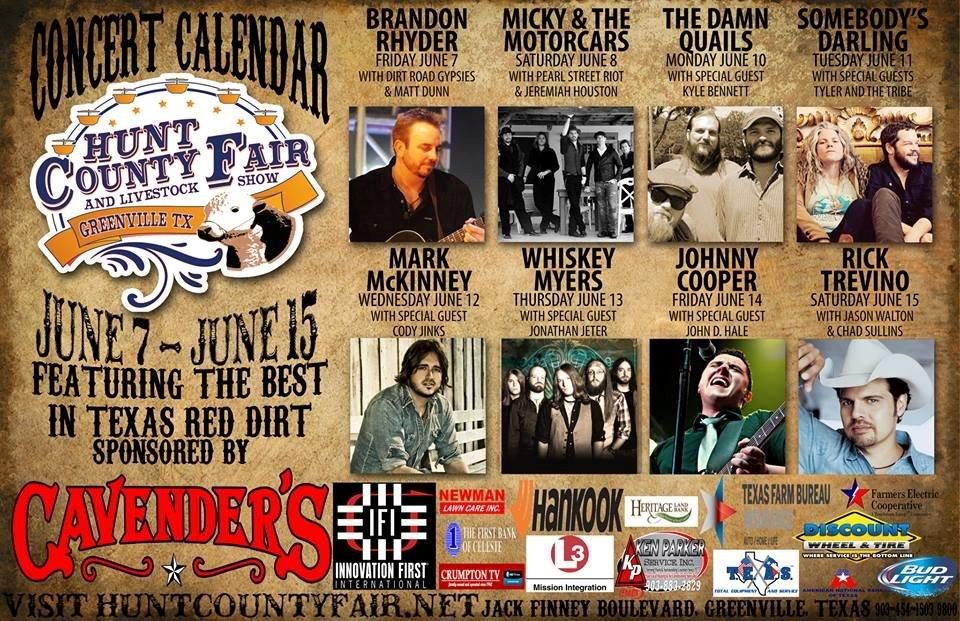 CONCERT CALENDAR
HUNT
COUNTY FAIR
AND LIVESTOCK SHOW
GREENVILLE TX
JUNE 7 - JUNE 15
FEATURING THE BEST
IN TEXAS RED DIRT
SPONSORED BY
CAVENDER'S
BRANDON
RHYDER
FRIDAY JUNE 7
WITH DIRT ROAD GYPSIES
& MATT DUNN
MICKY & THE
MOTORCARS
SATURDAY JUNE 8
WITH PEARL STREET RIOT
& JEREMIAH HOUSTON
THE DAMN
QUAILS
MONDAY JUNE 10
WITH SPECIAL GUEST
KYLE BENNETT
SOMEBODY'S
DARLING
TUESDAY JUNE 11
WITH SPECIAL GUESTS
TYLER AND THE TRIBE
MARK
McKINNEY
WEDNESDAY JUNE 12
WITH SPECIAL GUEST
CODY JINKS
WHISKEY
MYERS
THURSDAY JUNE 13
WITH SPECIAL GUEST
JONATHAN JETER
JOHNNY
COOPER
FRIDAY JUNE 14
WITH SPECIAL GUEST
JOHN D. HALE
RICK
TREVINO
SATURDAY JUNE 15
WITH JASON WALTON
& CHAD SULLINS
IFI
INNOVATION FIRST
INTERNATIONAL
NEWMAN
LAWN CARE INC.
1 THE FIRST BANK
OF CELESTE
CRUMPTON TV
HANKOOK
L3
Mission Integration
HERITAGE LAND
BANK
KEN PARKER
SERVICE INC.
KP
903-883-3829
TEXAS FARM BUREAU
AUTO / HOME / LIFE
T.E.X.A.S.
TOTAL EQUIPMENT AND SERVICE
Farmers Electric
Cooperative
DISCOUNT
WHEEL & TIRE
WHERE SERVICE IS THE BOTTOM LINE
AMERICAN NATIONAL BANK
OF TEXAS
BUD
LIGHT
VISIT HUNTCOUNTYFAIR.NET JACK FINNEY BOULEVARD, GREENVILLE, TEXAS 903-454-1503 9800